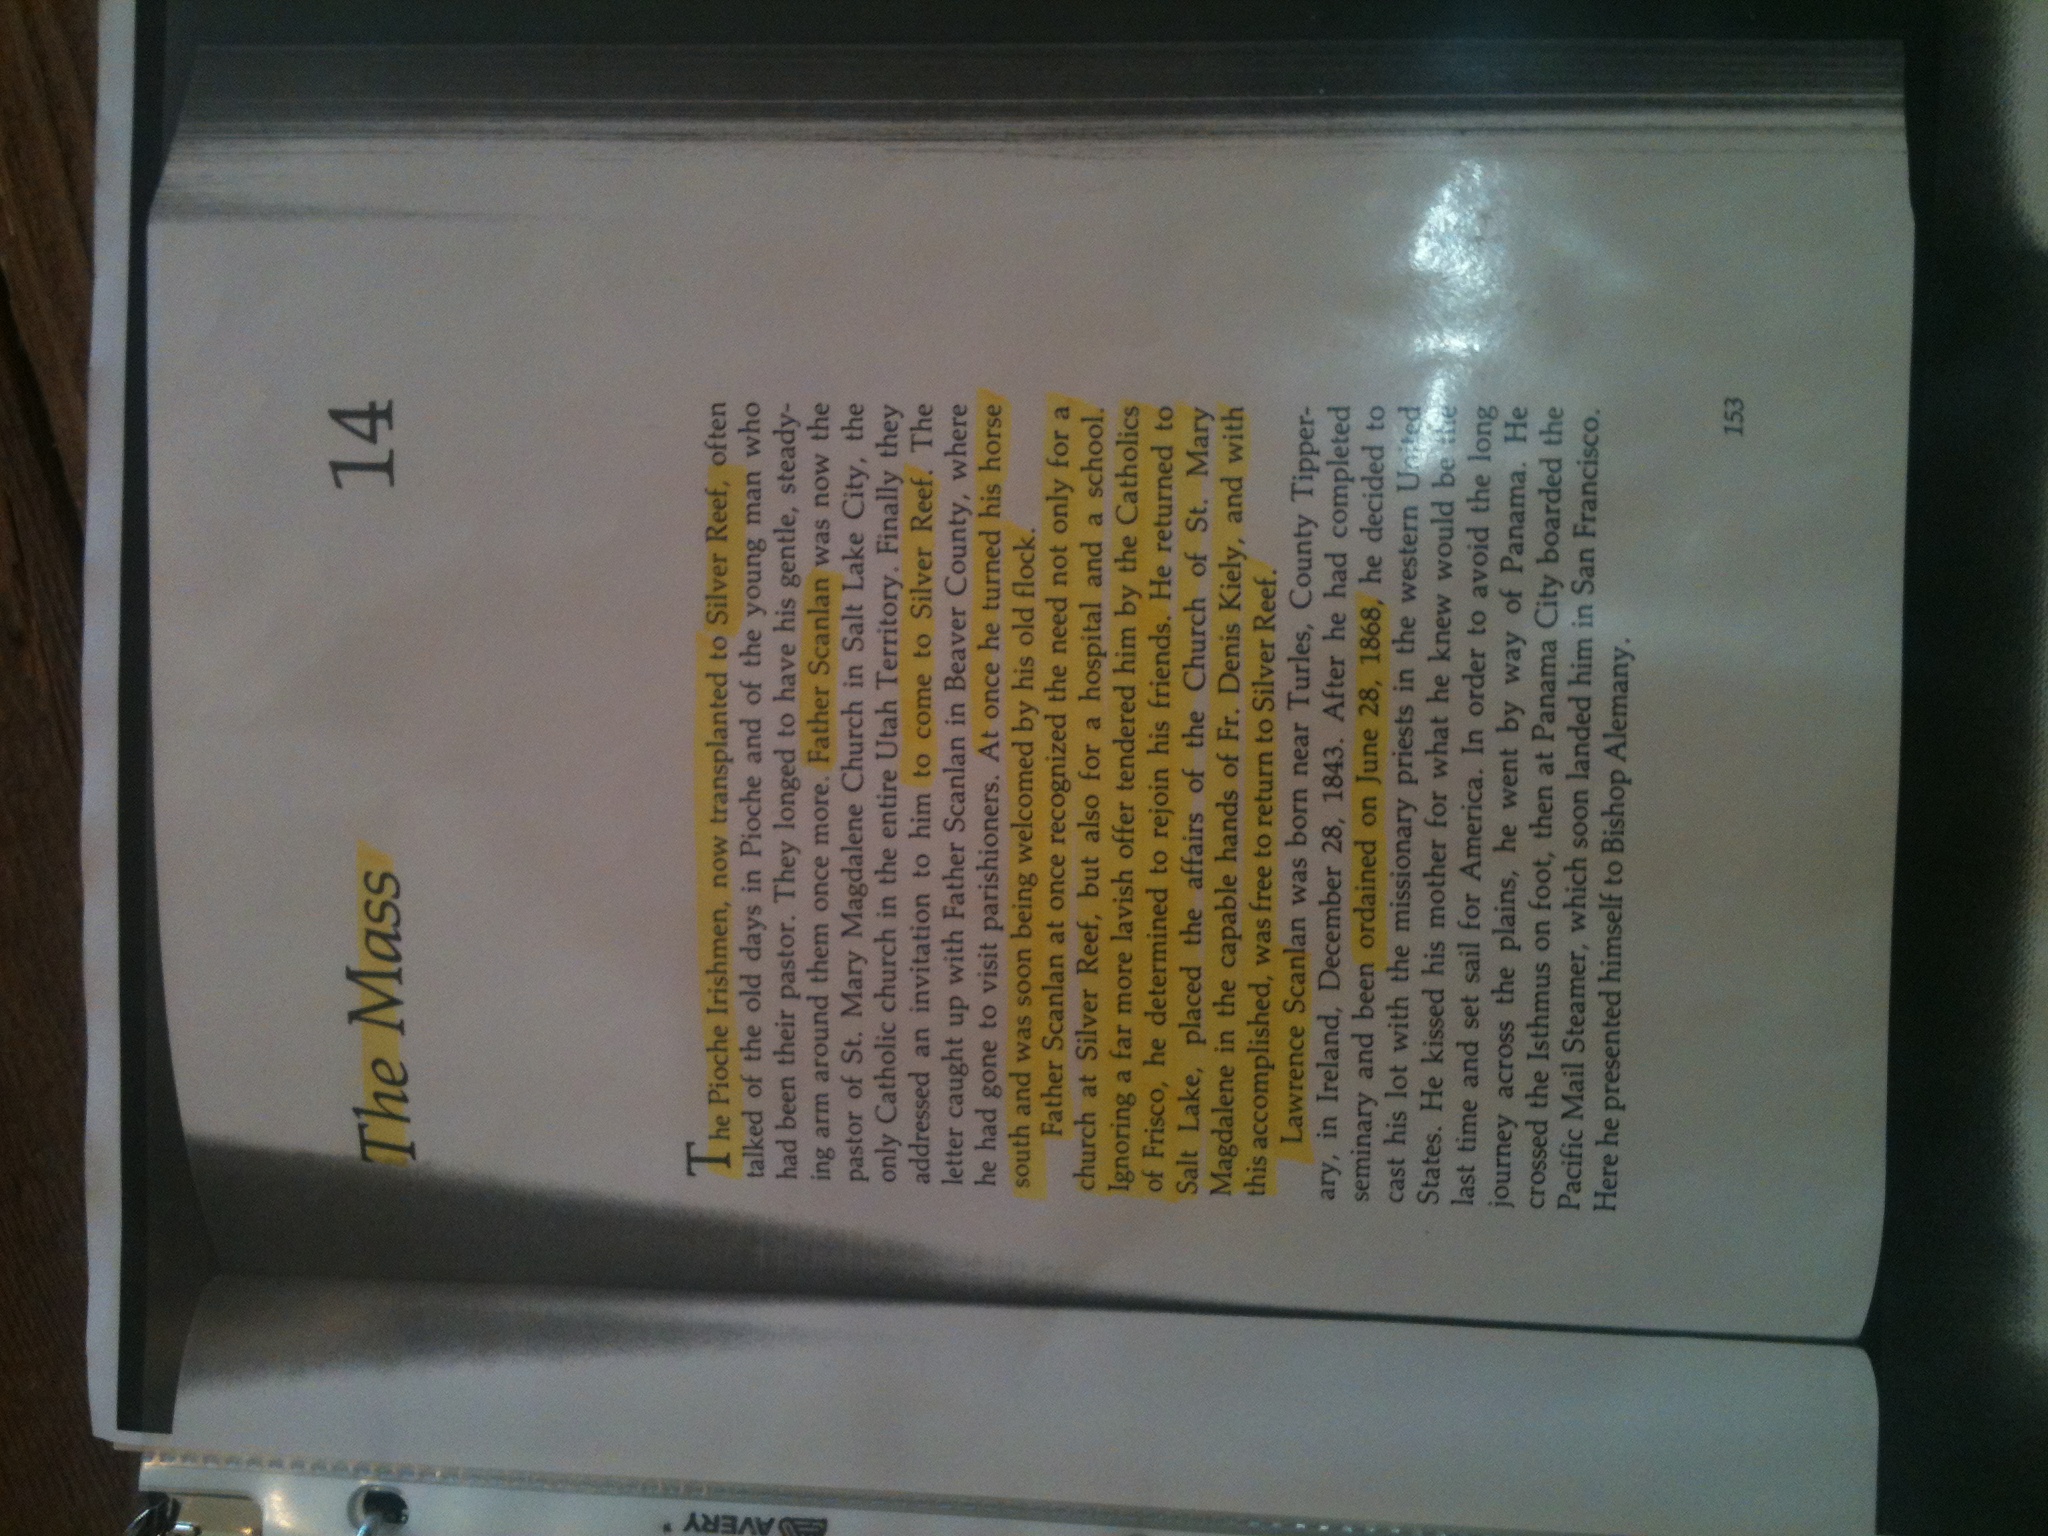 The Mass
14
The Pioche Irishmen, now transplanted to Silver Reef, often
talked of the old days in Pioche and of the young man who
had been their pastor. They longed to have his gentle, steady-
ing arm around them once more. Father Scanlan was now the
pastor of St. Mary Magdalene Church in Salt Lake City, the
only Catholic church in the entire Utah Territory. Finally they
addressed an invitation to him to come to Silver Reef. The
letter caught up with Father Scanlan in Beaver County, where
he had gone to visit parishioners. At once he turned his horse
south and was soon being welcomed by his old flock.
Father Scanlan at once recognized the need not only for a
church at Silver Reef, but also for a hospital and a school.
Ignoring a far more lavish offer tendered him by the Catholics
of Frisco, he determined to rejoin his friends. He returned to
Salt Lake, placed the affairs of the Church of St. Mary
Magdalene in the capable hands of Fr. Denis Kiely, and with
this accomplished, was free to return to Silver Reef.
Lawrence Scanlan was born near Turles, County Tipper-
ary, in Ireland, December 28, 1843. After he had completed
seminary and been ordained on June 28, 1868, he decided to
cast his lot with the missionary priests in the western United
States. He kissed his mother for what he knew would be the
last time and set sail for America. In order to avoid the long
journey across the plains, he went by way of Panama. He
crossed the Isthmus on foot, then at Panama City boarded the
Pacific Mail Steamer, which soon landed him in San Francisco.
Here he presented himself to Bishop Alemany.
153
AVERY